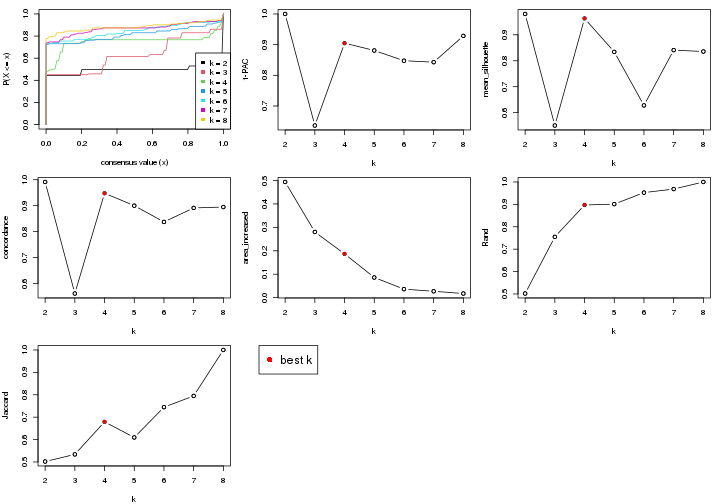 P(X <= x)
0.0 0.2 0.4 0.6 0.8 1.0
k = 2
k = 3
k = 4
k = 5
k = 6
k = 7
k = 8
0.0 0.2 0.4 0.6 0.8 1.0
consensus value (x)
1-PAC
0.7 0.8 0.9 1.0
2 3 4 5 6 7 8
k
mean_silhouette
0.6 0.7 0.8 0.9
2 3 4 5 6 7 8
k
concordance
0.6 0.7 0.8 0.9 1.0
2 3 4 5 6 7 8
k
area_increased
0.0 0.1 0.2 0.3 0.4 0.5
2 3 4 5 6 7 8
k
Rand
0.5 0.6 0.7 0.8 0.9 1.0
2 3 4 5 6 7 8
k
Jaccard
0.5 0.6 0.7 0.8 0.9 1.0
2 3 4 5 6 7 8
k
best k